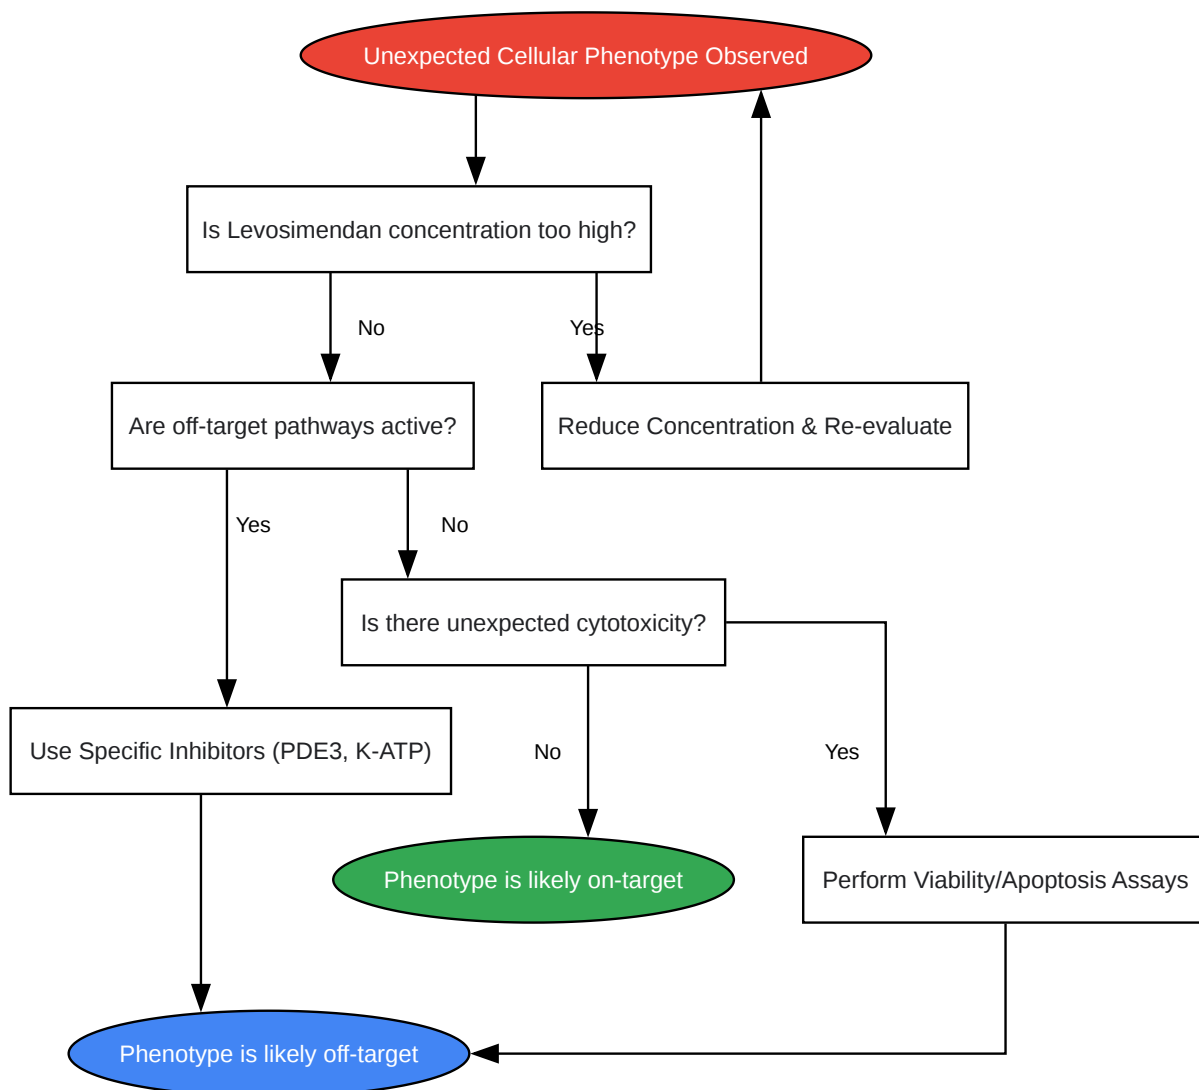 Unexpected Cellular Phenotype Observed
Is Levosimendan concentration too high?
No
Yes
Are off-target pathways active?
Reduce Concentration & Re-evaluate
Yes
No
Is there unexpected cytotoxicity?
Use Specific Inhibitors (PDE3, K-ATP)
No
Yes
Phenotype is likely on-target
Perform Viability/Apoptosis Assays
Phenotype is likely off-target